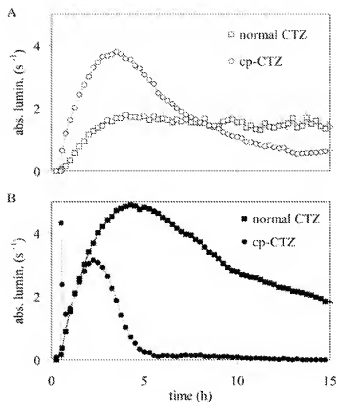 A
4
2
0
abs. lumin. (s⁻¹)
normal CTZ
cp-CTZ
B
4
2
0
abs. lumin. (s⁻¹)
normal CTZ
cp-CTZ
0
5
10
15
time (h)